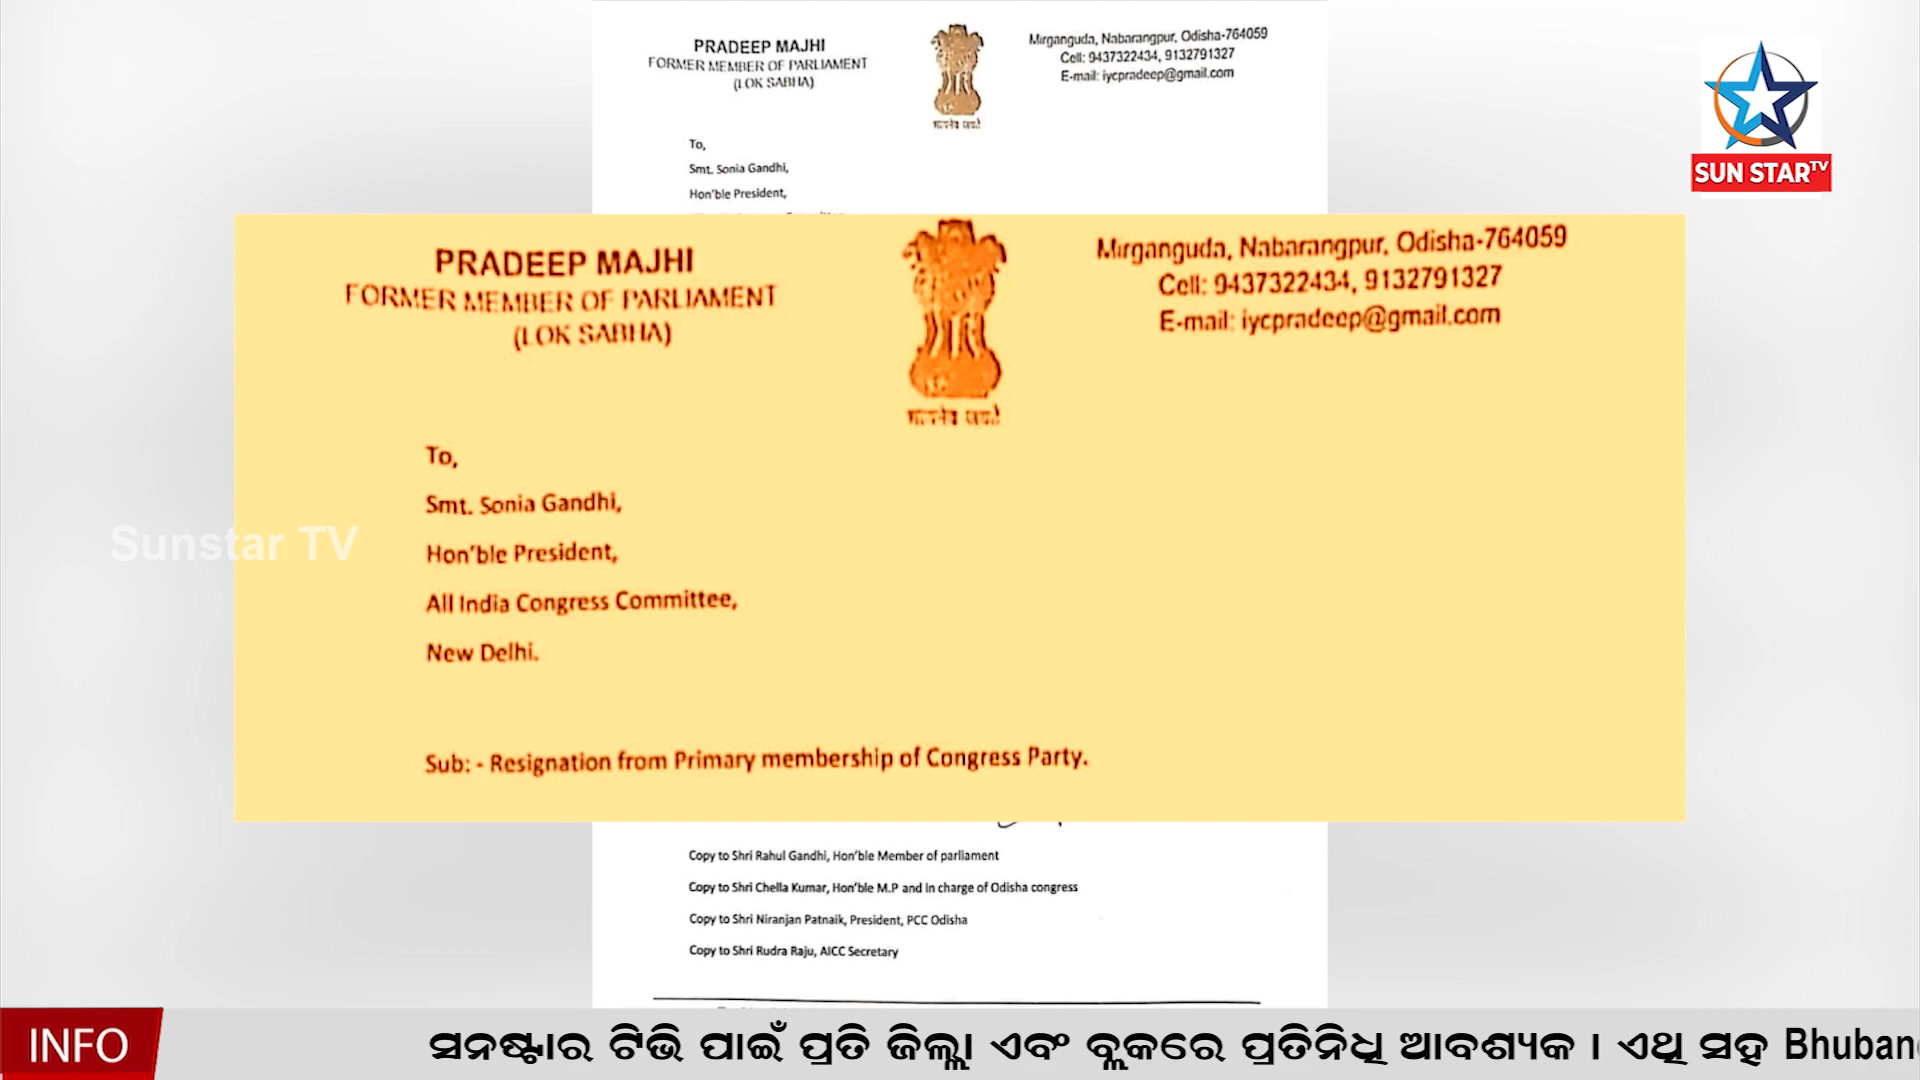 PRADEEP MAJHI
FORMER MEMBER OF PARLIAMENT
(LOK SABHA)
Mirganguda, Nabarangpur, Odisha-764059
Cell: 9437322434, 9132791327
E-mail: iycpradeep@gmail.com
To,
Smt. Sonia Gandhi,
Hon'ble President,
SUN STAR TV
PRADEEP MAJHI
FORMER MEMBER OF PARLIAMENT
(LOK SABHA)
Mirganguda, Nabarangpur, Odisha-764059
Cell: 9437322434, 9132791327
E-mail: iycpradeep@gmail.com
To,
Smt. Sonia Gandhi,
Hon'ble President,
All India Congress Committee,
New Delhi.
Sub: - Resignation from Primary membership of Congress Party.
Sunstar TV
Copy to Shri Rahul Gandhi, Hon'ble Member of parliament
Copy to Shri Chella Kumar, Hon'ble M.P and In charge of Odisha congress
Copy to Shri Niranjan Patnaik, President, PCC Odisha
Copy to Shri Rudra Raju, AICC Secretary
INFO
ସନଷ୍ଟାର ଟିଭି ପାଇଁ ପ୍ରତି ଜିଲ୍ଲା ଏବଂ ବ୍ଲକରେ ପ୍ରତିନିଧି ଆବଶ୍ୟକ । ଏଥି ସହ Bhuban